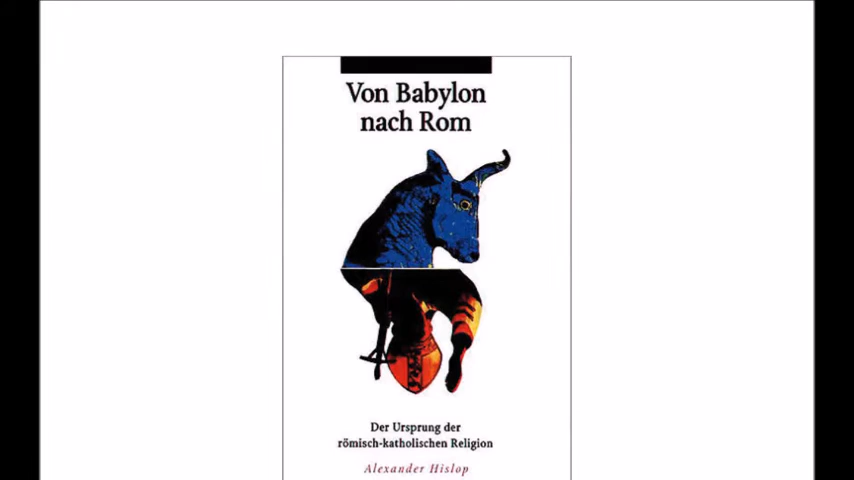 Von Babylon
nach Rom
Der Ursprung der
römisch-katholischen Religion
Alexander Hislop